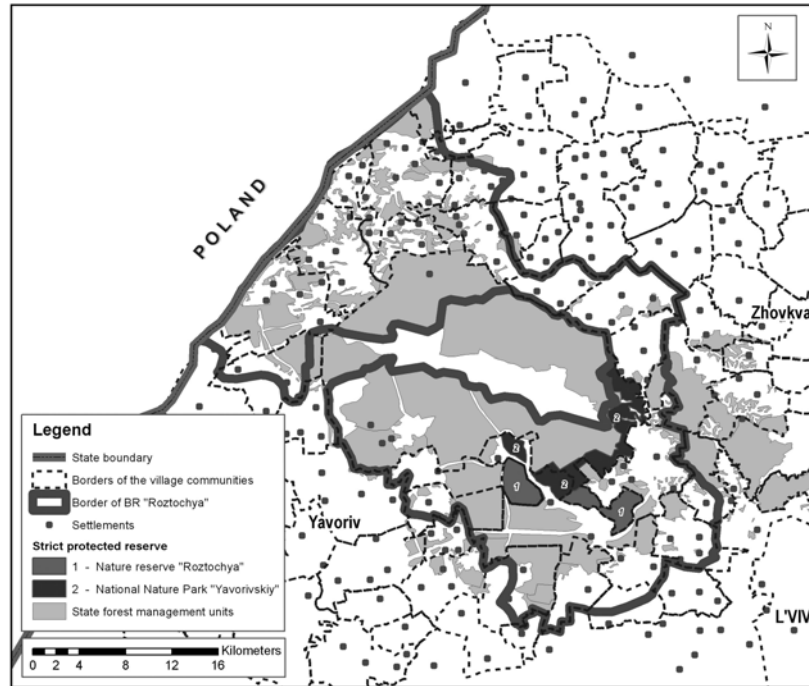 N
POLAND
Zhovkva
2
2
1
2
1
Yavoriv
L'VIV
Legend
State boundary
Borders of the village communities
Border of BR "Roztochya"
Settlements
Strict protected reserve
1 - Nature reserve "Roztochya"
2 - National Nature Park "Yavorivskiy"
State forest management units
Kilometers
0 2 4 8 12 16